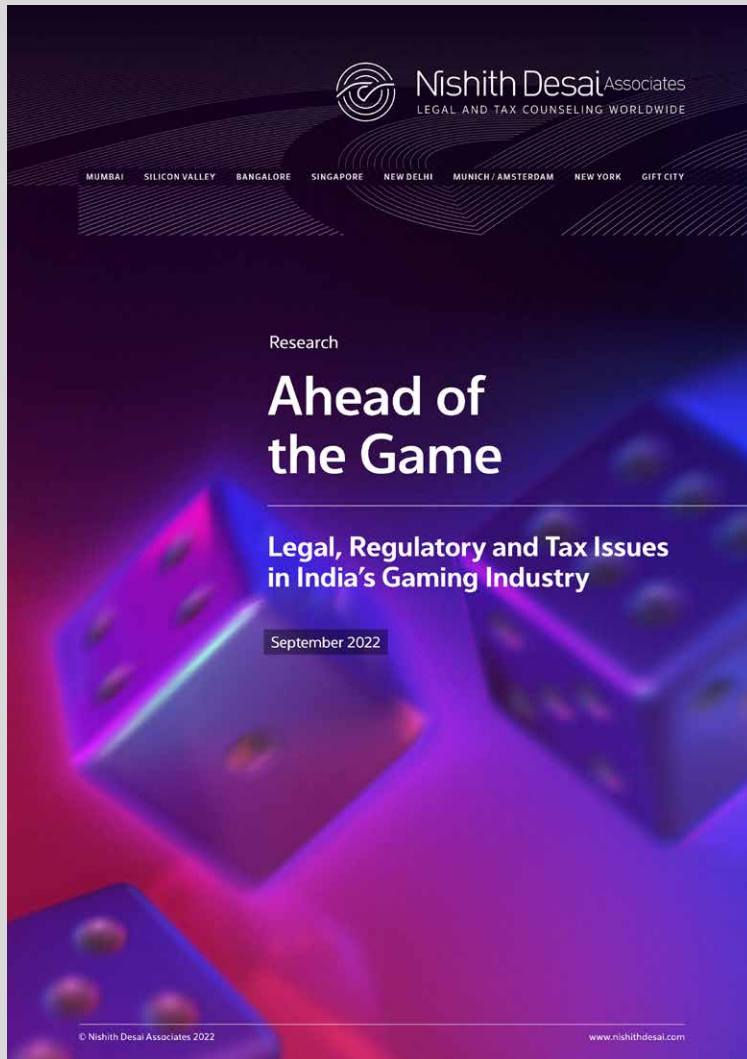 Nishith Desai Associates
LEGAL AND TAX COUNSELING WORLDWIDE
MUMBAI SILICON VALLEY BANGALORE SINGAPORE NEW DELHI MUNICH / AMSTERDAM NEW YORK GIFT CITY
Research
Ahead of
the Game
Legal, Regulatory and Tax Issues
in India’s Gaming Industry
September 2022
© Nishith Desai Associates 2022 www.nishithdesai.com